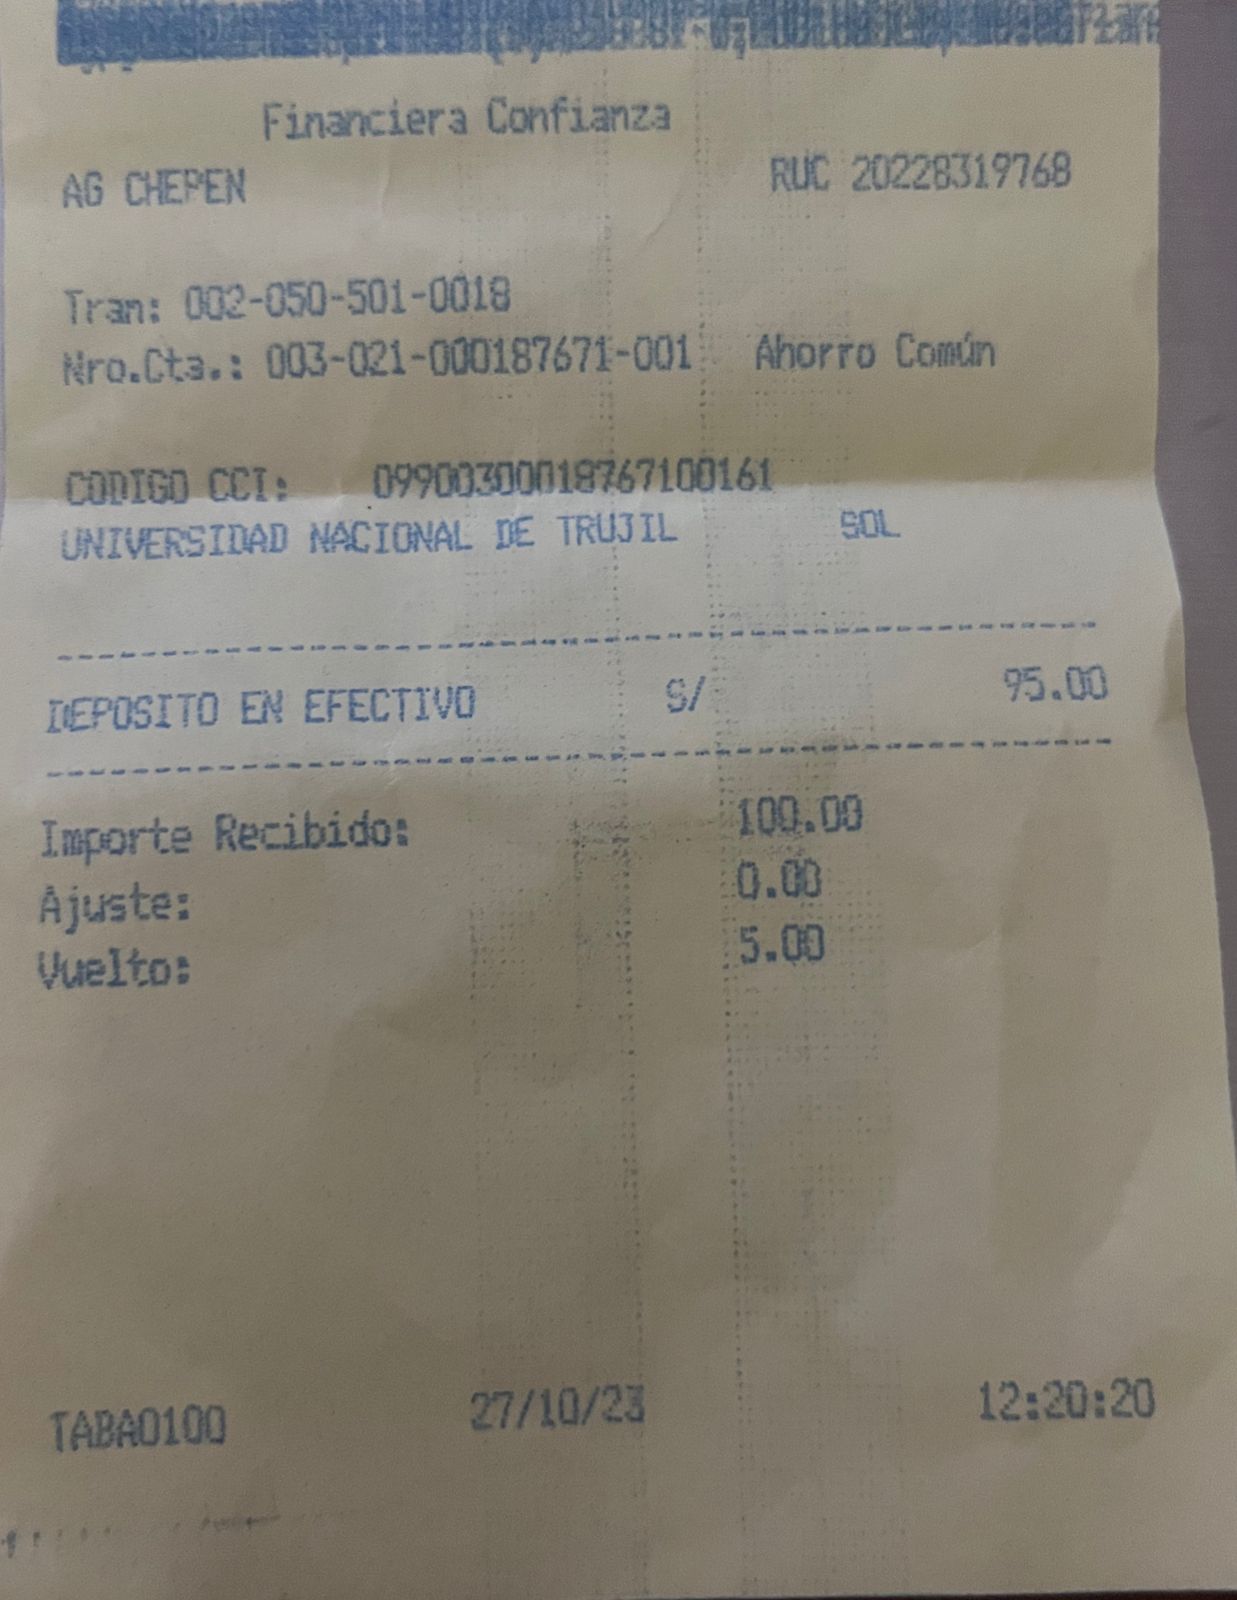 Financiera Confianza
AG CHEPEN RUC 20228319768
Tran: 002-050-501-0018
Nro.Cta.: 003-021-000187671-001 Ahorro Común
CODIGO CCI: 09900300018767100161
UNIVERSIDAD NACIONAL DE TRUJIL SOL
DEPOSITO EN EFECTIVO S/ 95.00
Importe Recibido: 100.00
Ajuste: 0.00
Vuelto: 5.00
TABA0100 27/10/23 12:20:20